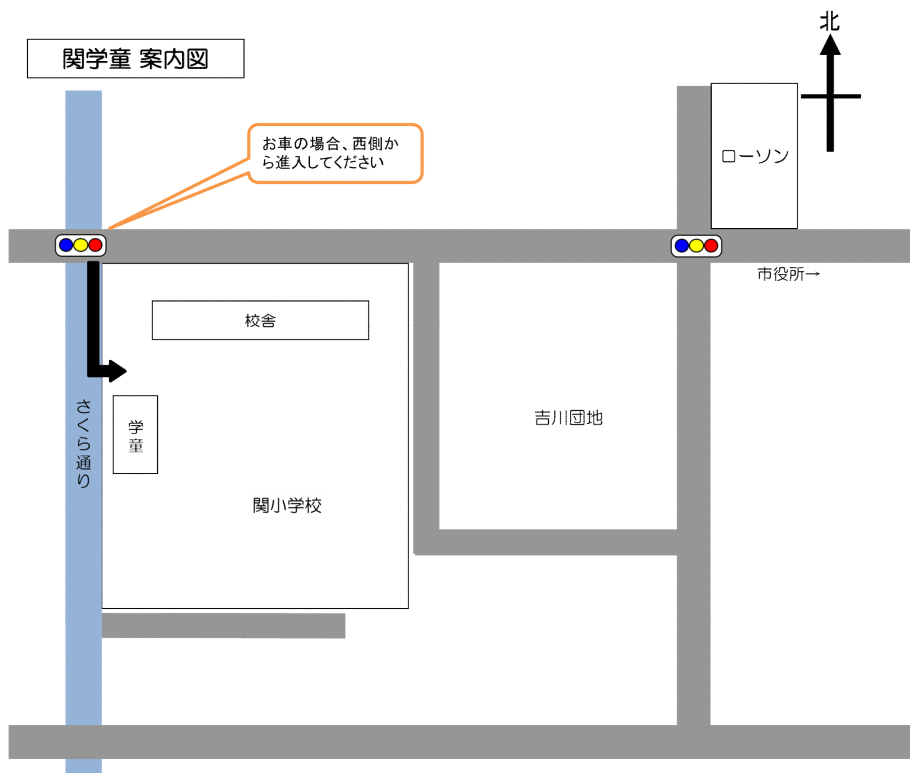 北
関学童 案内図
お車の場合、西側か
ら進入してください
ローソン
市役所→
校舎
さくら通り
学童
吉川団地
関小学校